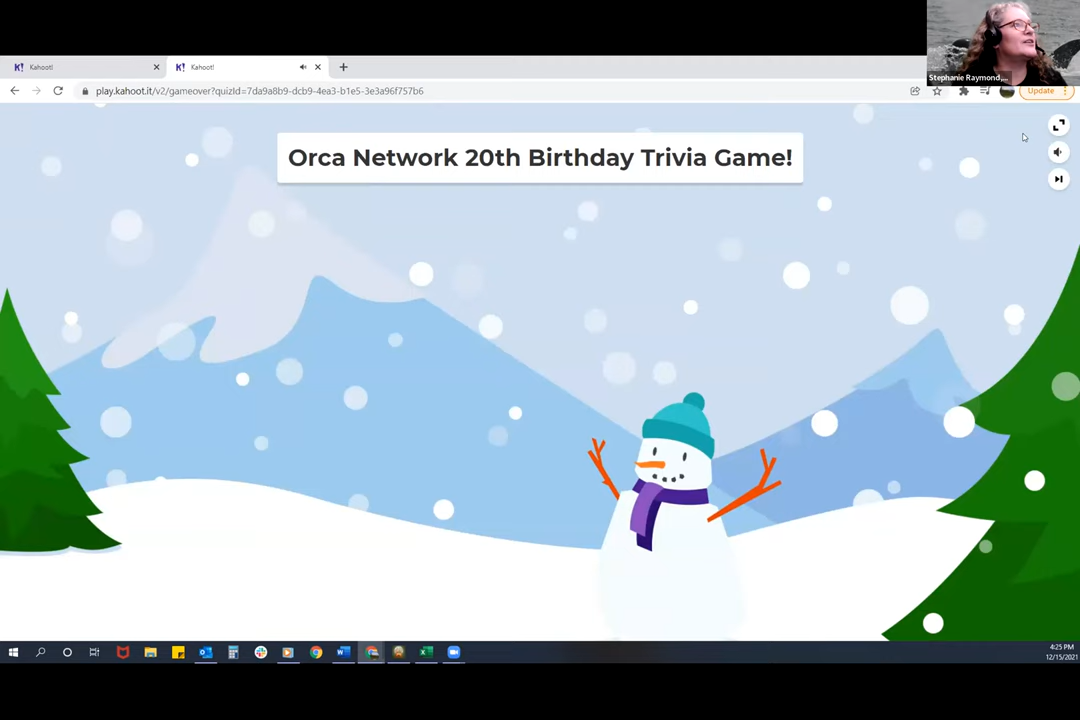 Stephanie Raymond,...
K! Kahoot!
K! Kahoot!
play.kahoot.it/v2/gameover?quizId=7da9a8b9-dcb9-4ea3-b1e5-3e3a96f757b6
Update
Orca Network 20th Birthday Trivia Game!
4:25 PM
12/15/2021